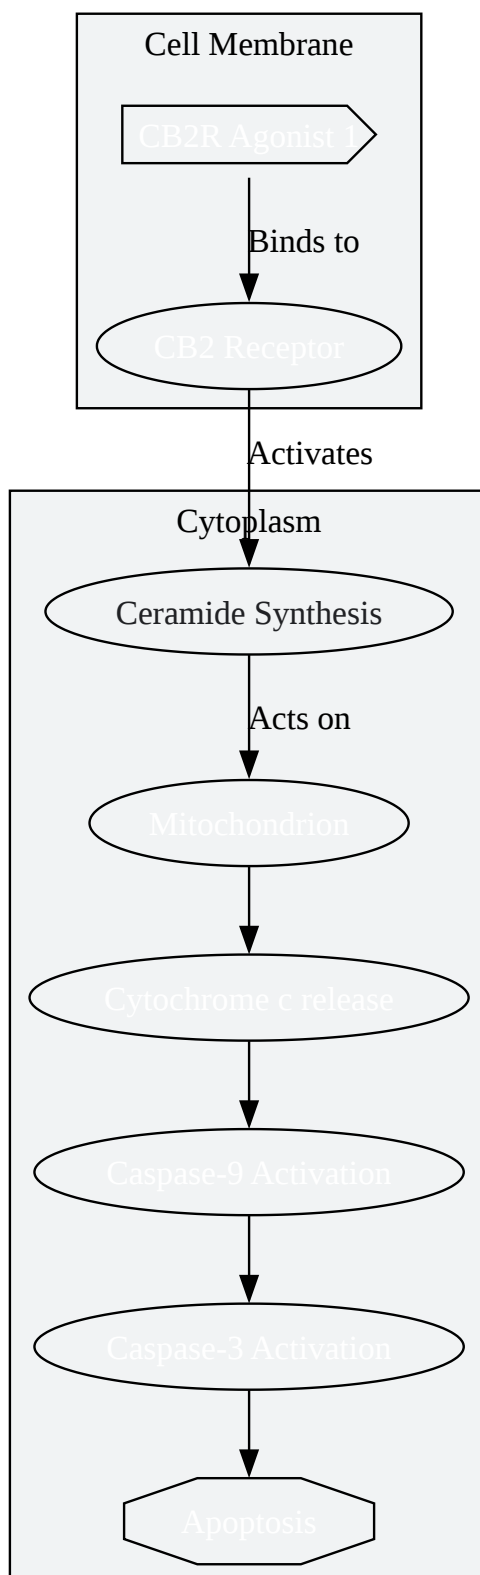 Cell Membrane
CB2R Agonist 1
Binds to
CB2 Receptor
Activates
Cytoplasm
Ceramide Synthesis
Acts on
Mitochondrion
Cytochrome c release
Caspase-9 Activation
Caspase-3 Activation
Apoptosis